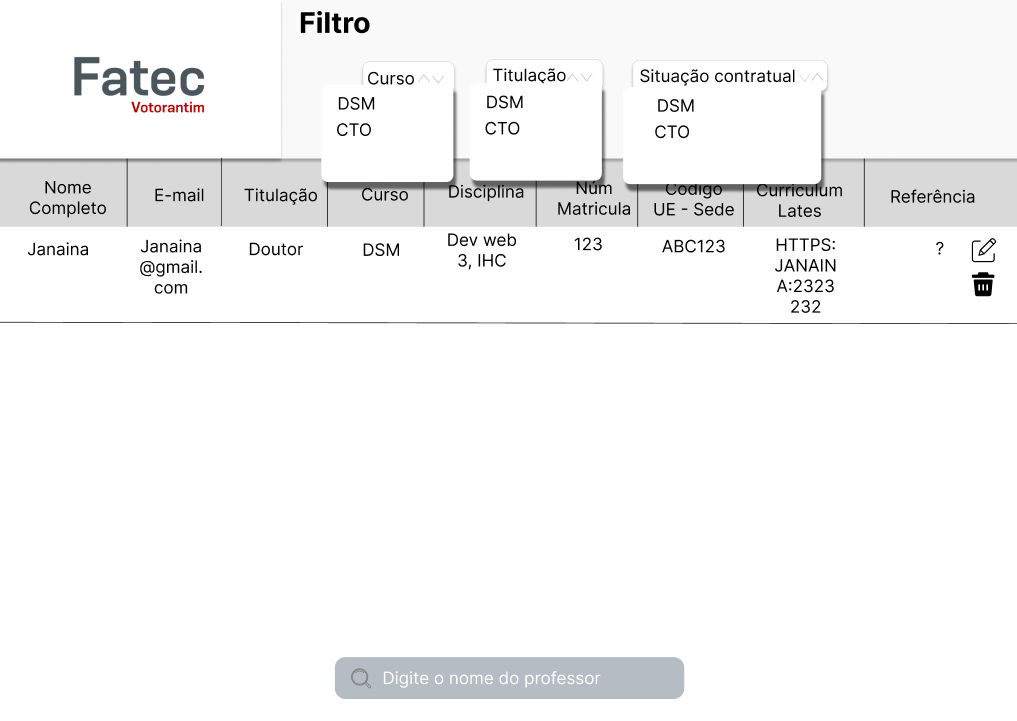 Filtro
Fatec
Votorantim
Curso
Titulação
Situação contratual
DSM
CTO
DSM
CTO
DSM
CTO
Nome
Completo
E-mail
Titulação
Curso
Disciplina
Núm
Matricula
Código
UE - Sede
Curriculum
Lates
Referência
Janaina
Janaina
@gmail.
com
Doutor
DSM
Dev web
3, IHC
123
ABC123
HTTPS:
JANAIN
A:2323
232
?
Digite o nome do professor